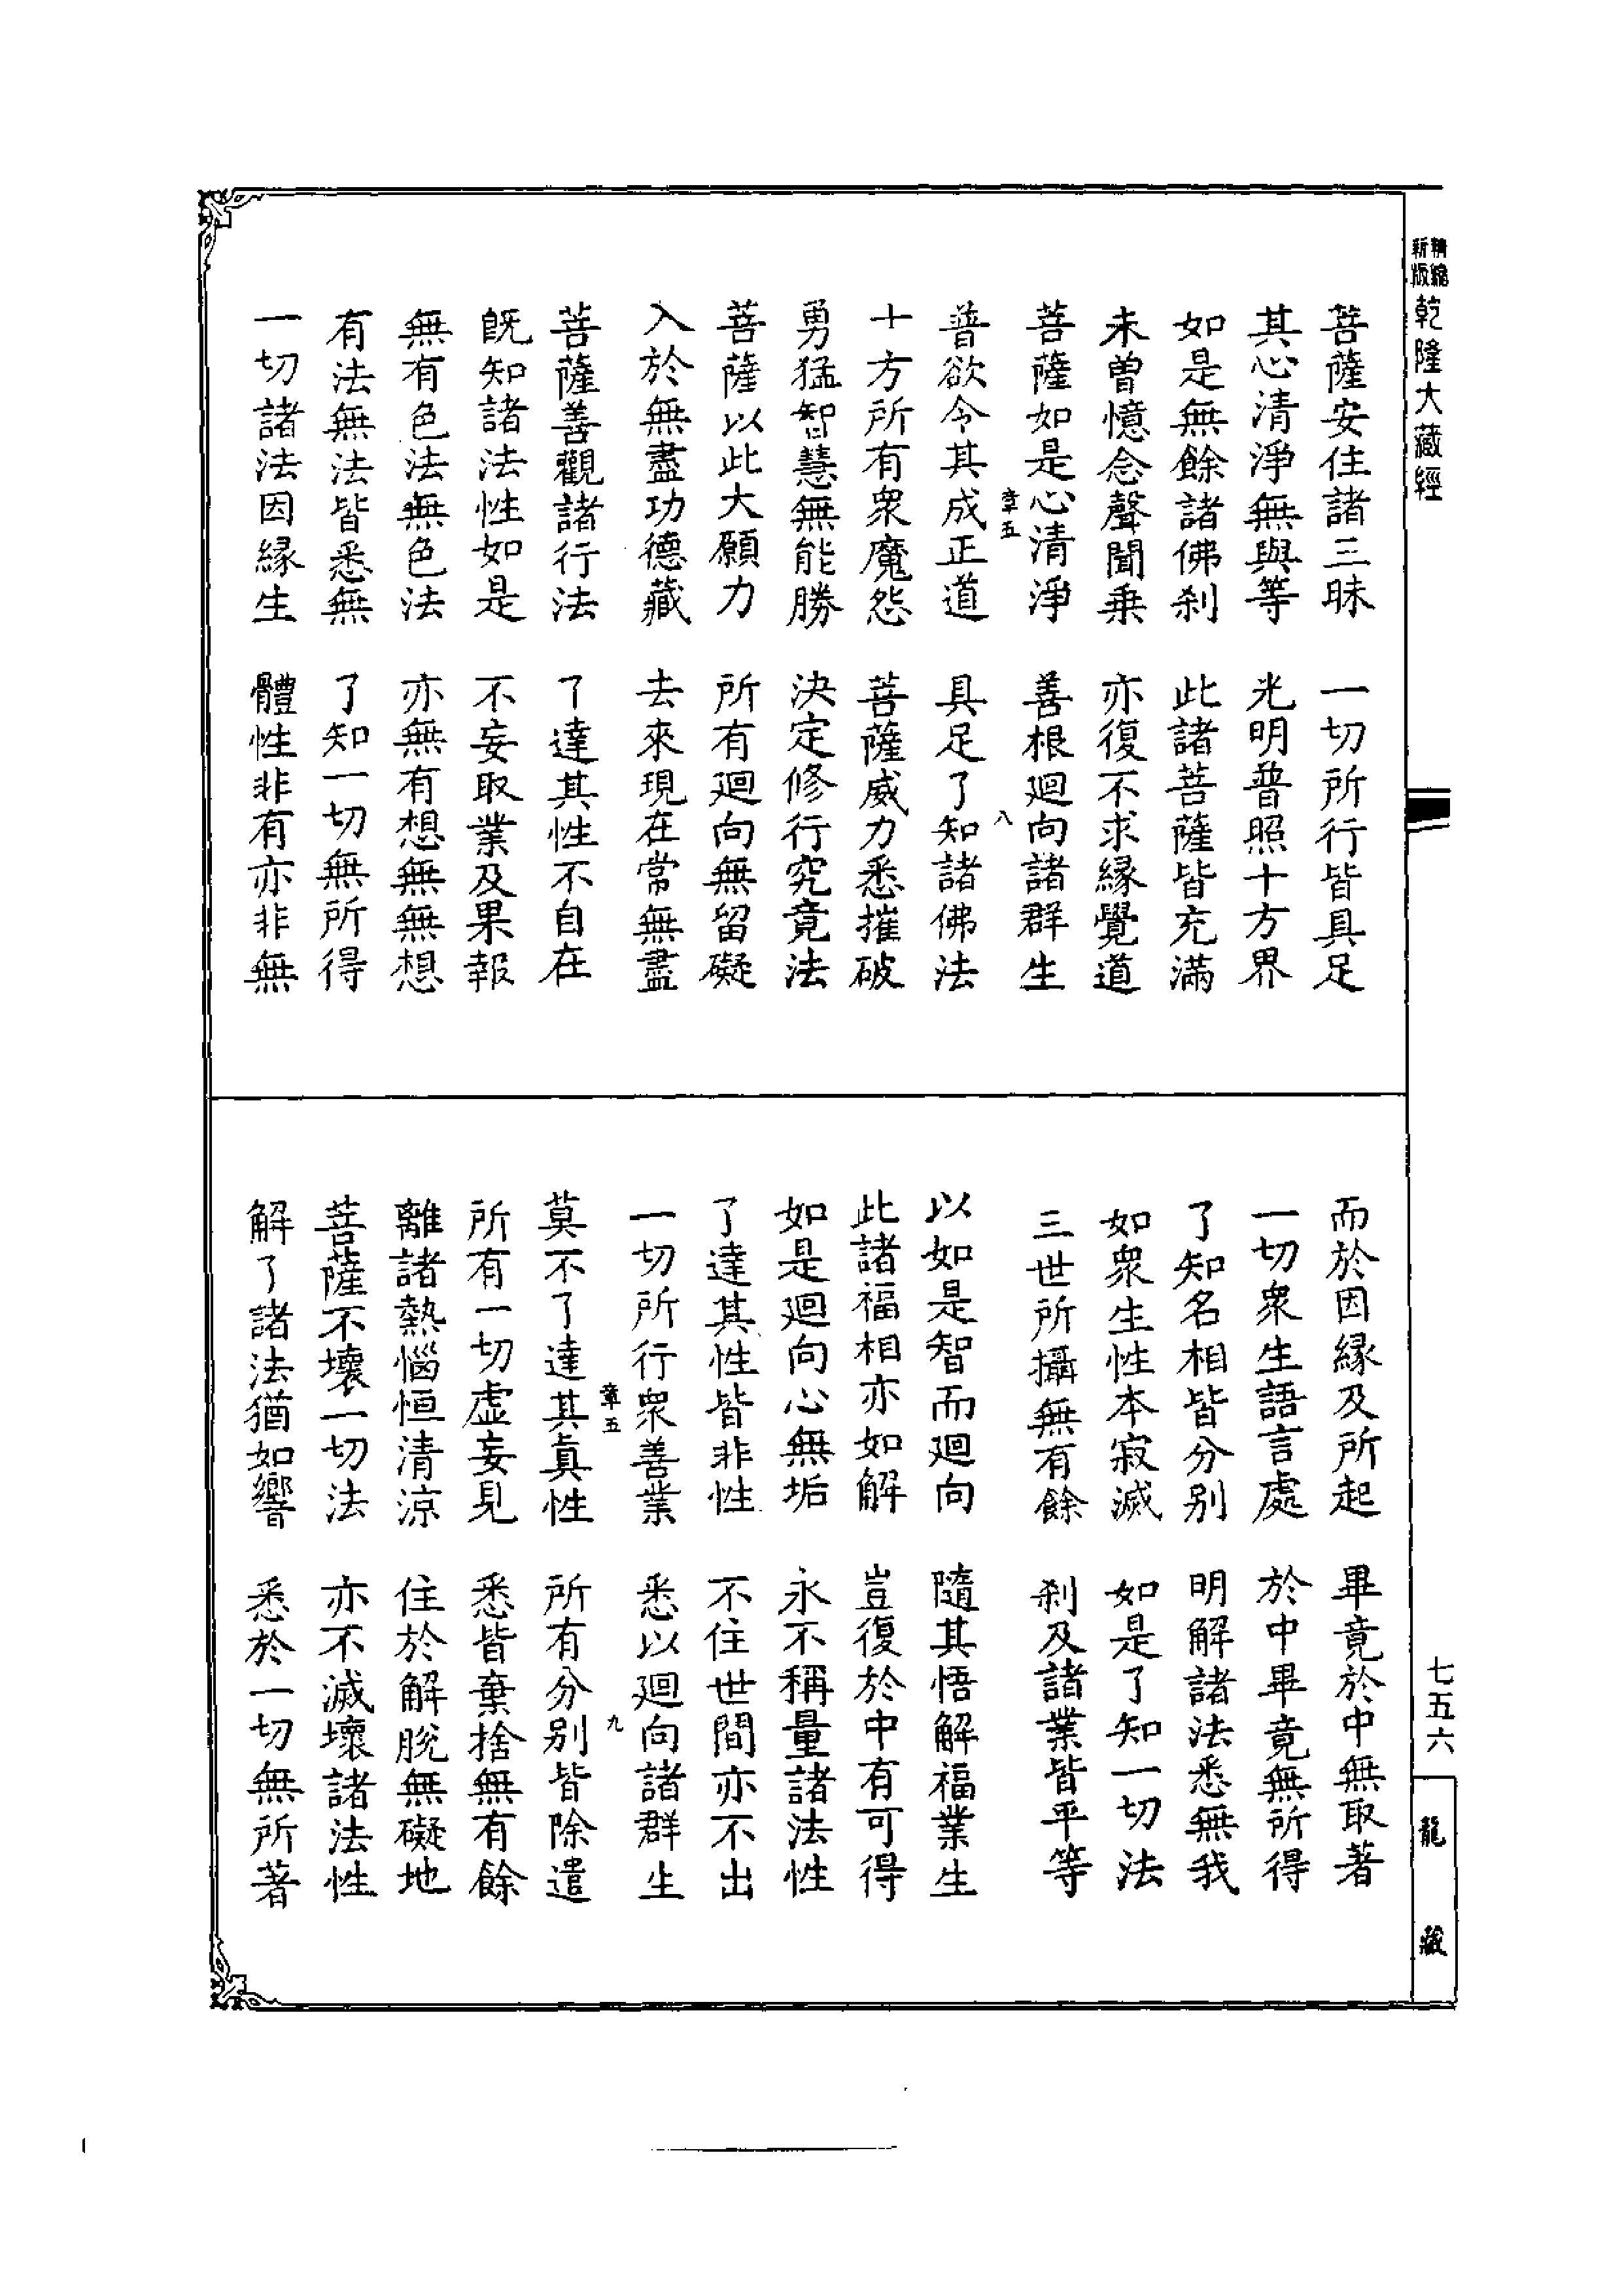 精縮
新版
乾隆大藏經
菩薩安住諸三昧　一切所行皆具足
其心清淨無與等　光明普照十方界
如是無餘諸佛剎　此諸菩薩皆充滿
未曾憶念聲聞乗　亦復不求緣覺道
菩薩如是心清淨　善根廻向諸群生
章五　八
普欲令其成正道　具足了知諸佛法
十方所有衆魔怨　菩薩威力悉摧破
勇猛智慧無能勝　決定修行究竟法
菩薩以此大願力　所有廻向無留礙
入於無盡功德藏　去來現在常無盡
菩薩善觀諸行法　了達其性不自在
旣知諸法性如是　不妄取業及果報
無有色法無色法　亦無有想無無想
有法無法皆悉無　了知一切無所得
一切諸法因緣生　體性非有亦非無
而於因緣及所起　畢竟於中無取著
一切衆生語言處　於中畢竟無所得
了知名相皆分別　明解諸法悉無我
如衆生性本寂滅　如是了知一切法
三世所攝無有餘　剎及諸業皆平等
以如是智而廻向　隨其悟解福業生
此諸福相亦如解　豈復於中有可得
如是廻向心無垢　永不稱量諸法性
了達其性皆非性　不住世間亦不出
一切所行衆善業　悉以廻向諸群生
章五　九
莫不了達其眞性　所有分別皆除遣
所有一切虛妄見　悉皆棄捨無有餘
離諸熱惱恒清涼　住於解脫無礙地
菩薩不壞一切法　亦不滅壞諸法性
解了諸法猶如響　悉於一切無所著
七五六
龍藏